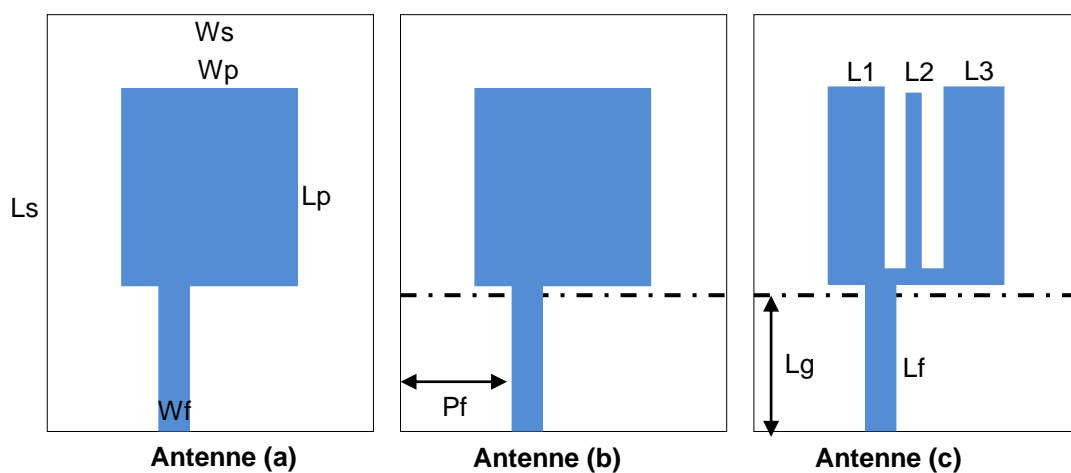 Ws
Wp
Ls
Lp
Wf
Antenne (a)
Pf
Antenne (b)
L1 L2 L3
Lg
Lf
Antenne (c)